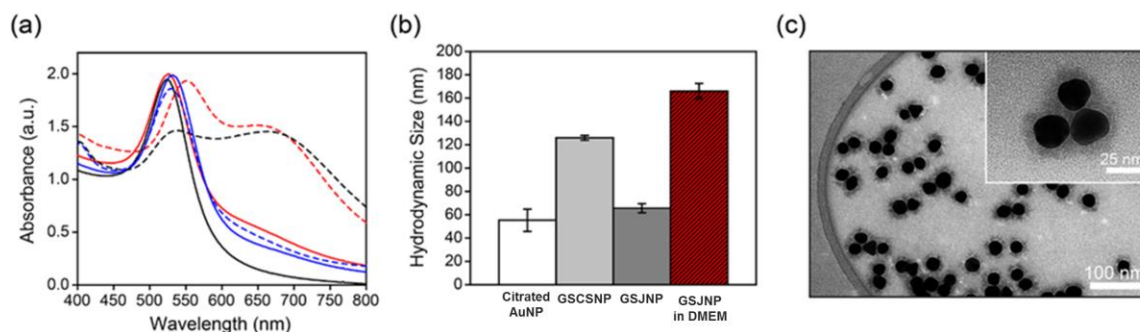 (a)
Absorbance (a.u.)
2.0
1.5
1.0
0.5
0.0
400 450 500 550 600 650 700 750 800
Wavelength (nm)
(b)
Hydrodynamic Size (nm)
200
180
160
140
120
100
80
60
40
20
0
Citrated
AuNP
GSCSNP
GSJNP
GSJNP
in DMEM
(c)
25 nm
100 nm